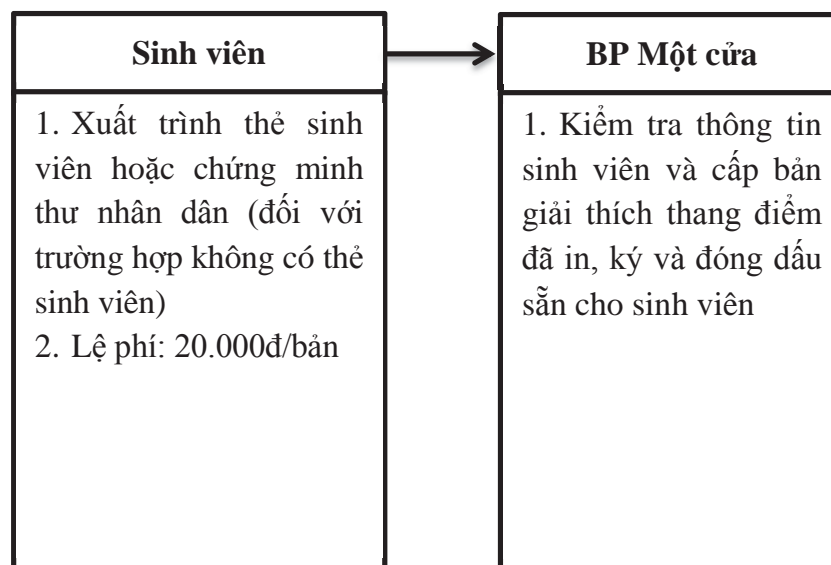 Sinh viên
1. Xuất trình thẻ sinh
viên hoặc chứng minh
thư nhân dân (đối với
trường hợp không có thẻ
sinh viên)
2. Lệ phí: 20.000đ/bản
BP Một cửa
1. Kiểm tra thông tin
sinh viên và cấp bản
giải thích thang điểm
đã in, ký và đóng dấu
sẵn cho sinh viên